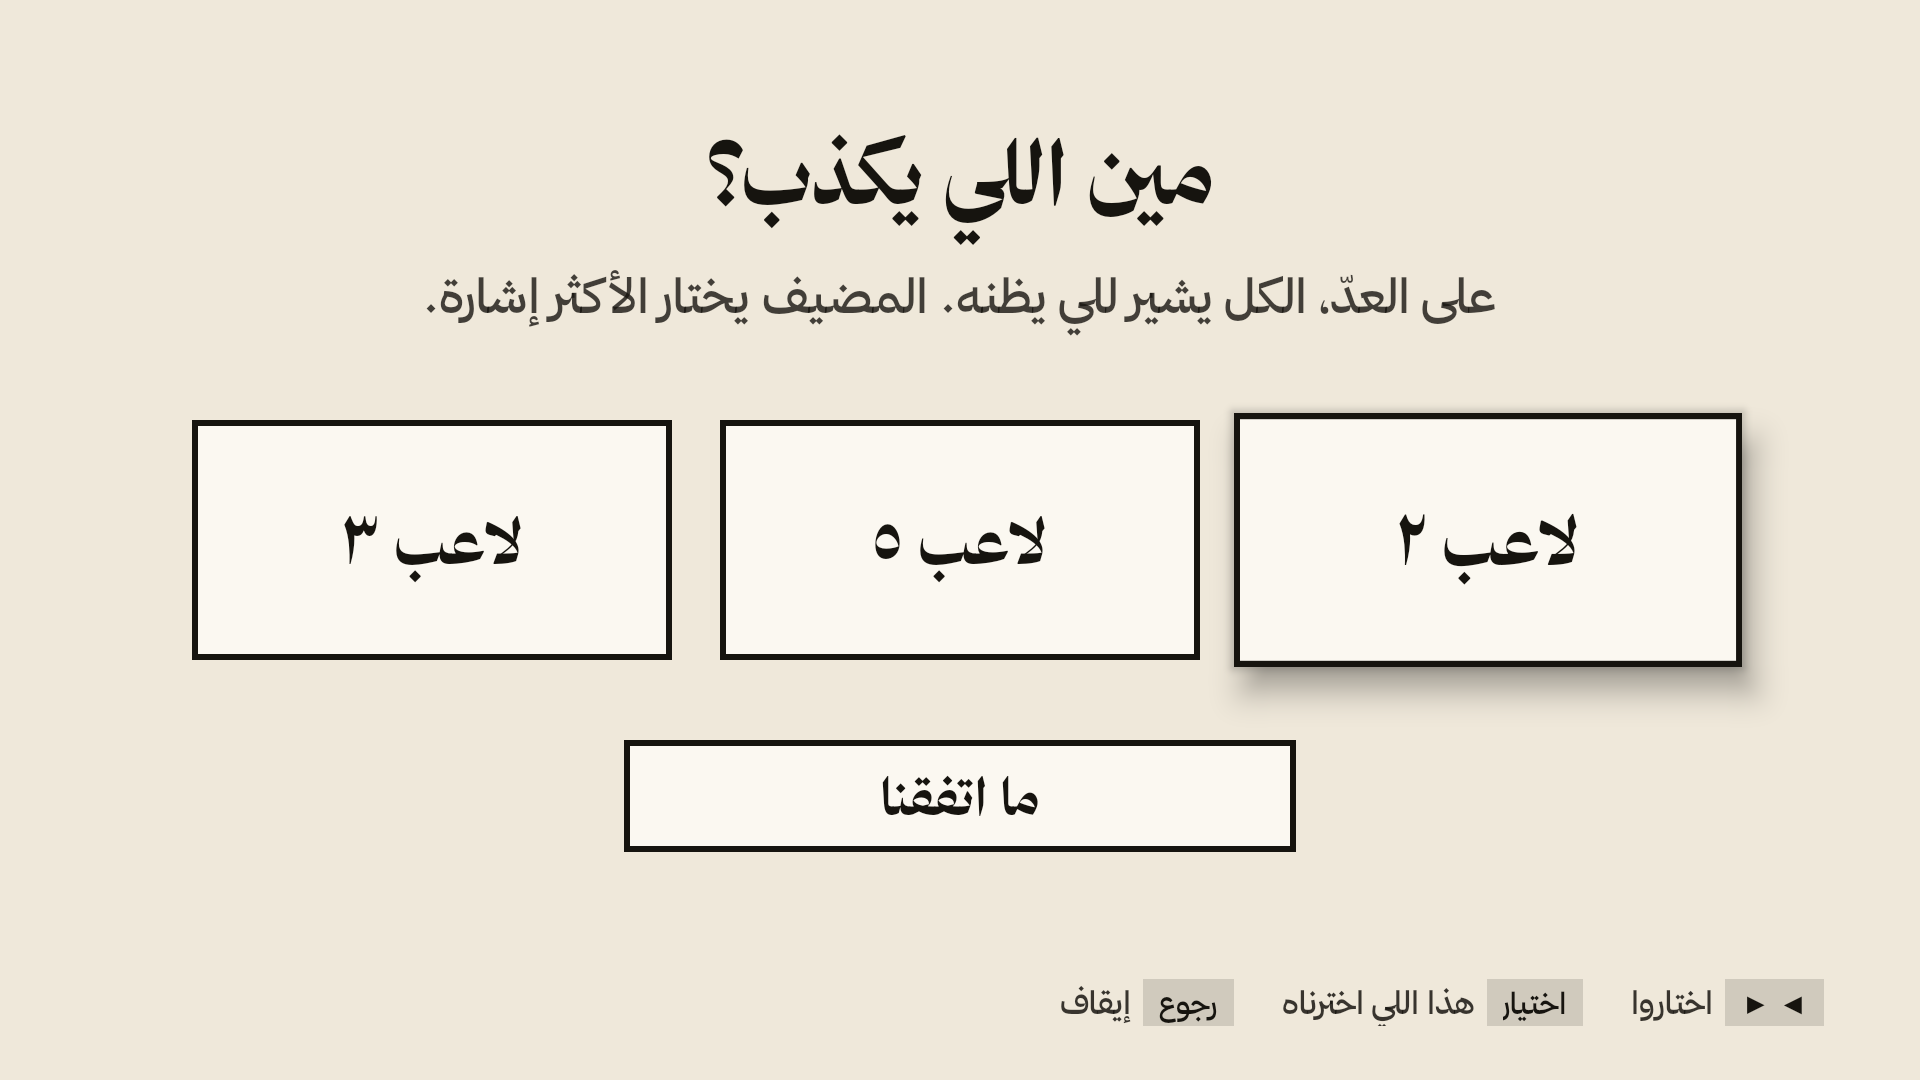 مين اللي يكذب؟
على العدّ، الكل يشير للي يظنه. المضيف يختار الأكثر إشارة.
لاعب ٢
لاعب ٥
لاعب ٣
ما اتفقنا
◄ ► اختاروا اختيار هذا اللي اخترناه رجوع إيقاف